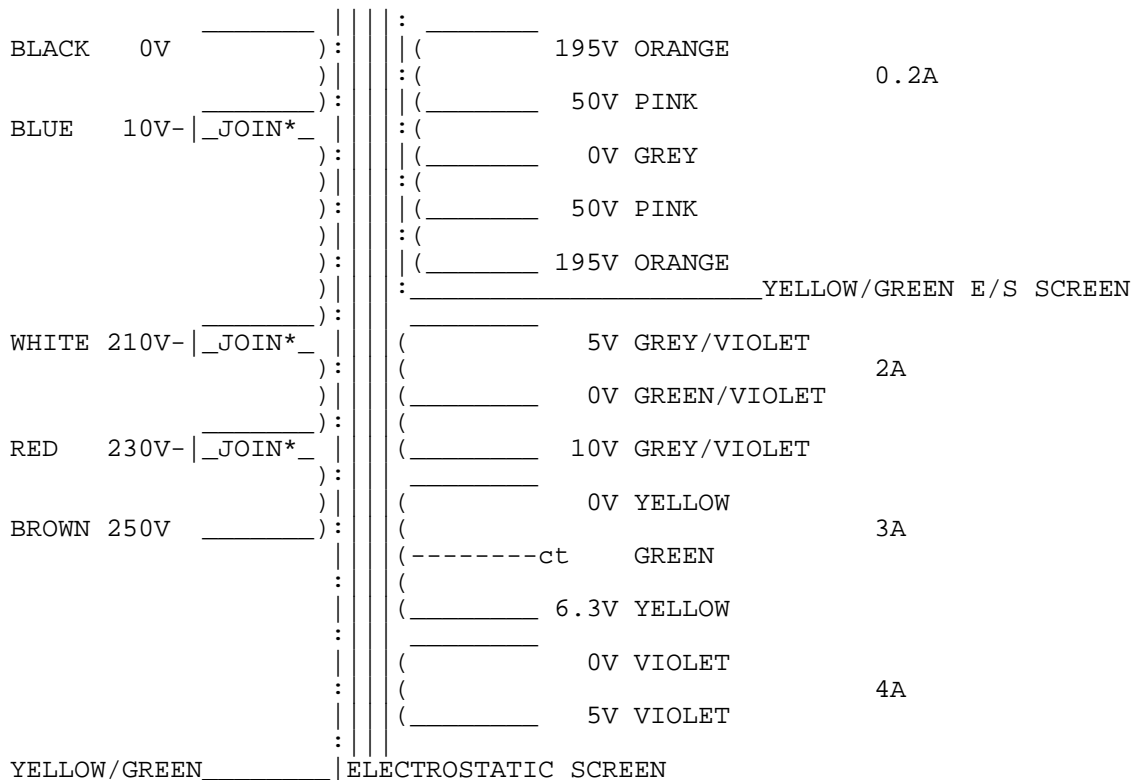 BLACK 0V 195V ORANGE
0.2A
50V PINK
BLUE 10V-|_JOIN*_
0V GREY
50V PINK
195V ORANGE
YELLOW/GREEN E/S SCREEN
WHITE 210V-|_JOIN*_ 5V GREY/VIOLET
2A
0V GREEN/VIOLET
RED 230V-|_JOIN*_ 10V GREY/VIOLET
0V YELLOW
BROWN 250V 3A
ct GREEN
6.3V YELLOW
0V VIOLET
4A
5V VIOLET
YELLOW/GREEN ELECTROSTATIC SCREEN